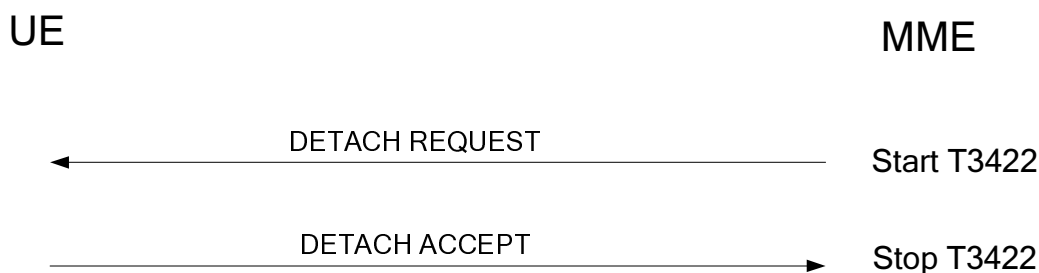 UE
MME
DETACH REQUEST
Start T3422
DETACH ACCEPT
Stop T3422